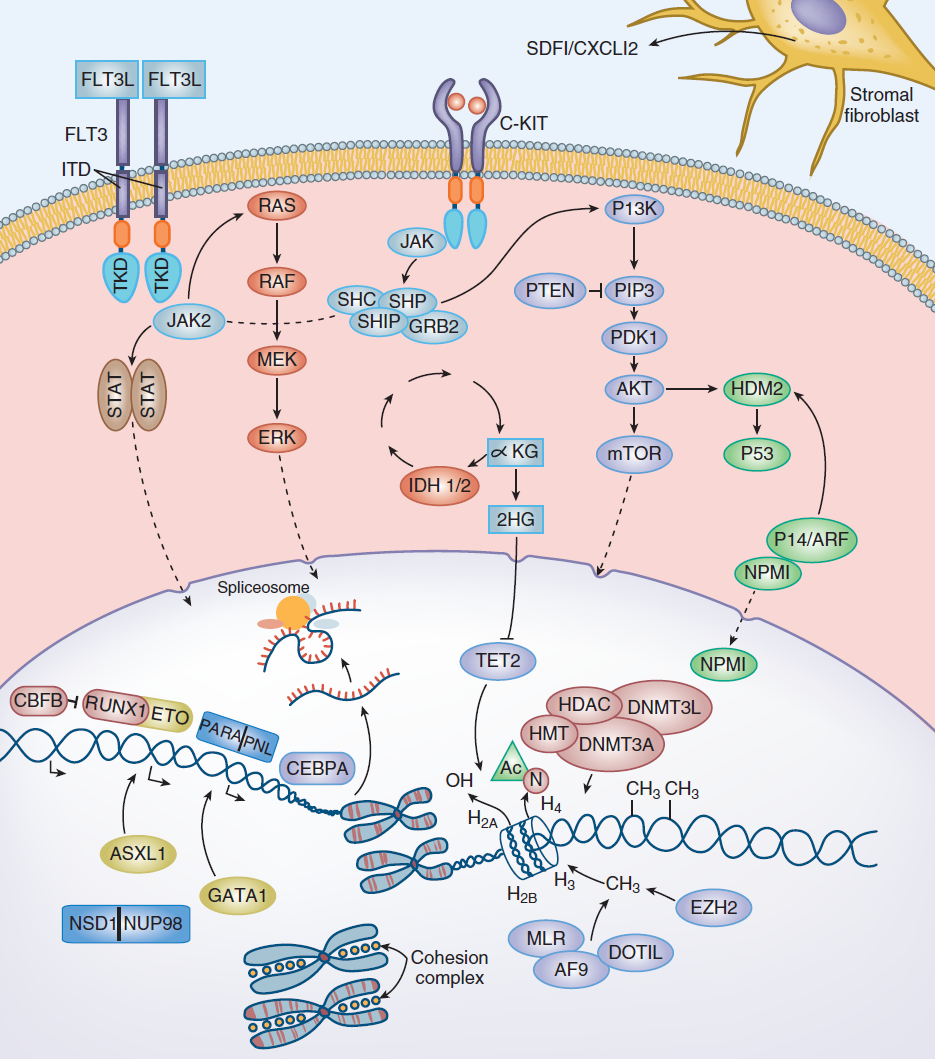 SDFI/CXCLI2
Stromal
fibroblast
FLT3L
FLT3L
FLT3
ITD
C-KIT
TKD
TKD
RAS
RAF
MEK
ERK
JAK
SHC
SHP
SHIP
GRB2
JAK2
STAT
STAT
P13K
PTEN
PIP3
PDK1
AKT
mTOR
HDM2
P53
P14/ARF
NPMI
NPMI
∝ KG
IDH 1/2
2HG
Spliceosome
TET2
CBFB
RUNX1
ETO
PARA
PNL
CEBPA
HDAC
DNMT3L
HMT
DNMT3A
Ac
N
OH
H2A
H4
CH3 CH3
H2B
H3
CH3
EZH2
MLR
AF9
DOTIL
ASXL1
GATA1
NSD1
NUP98
Cohesion
complex